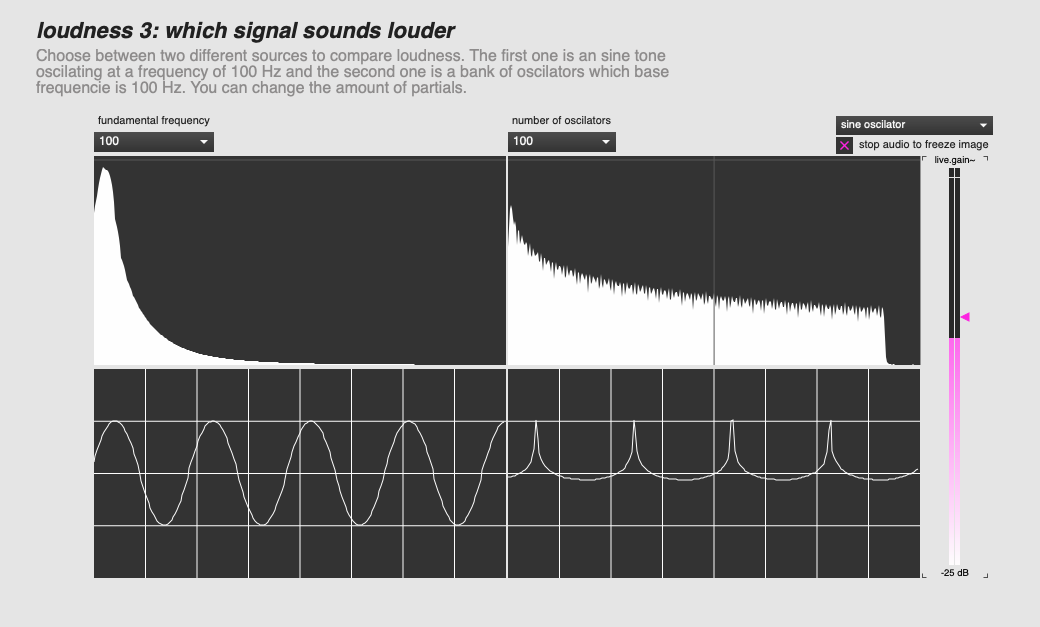 loudness 3: which signal sounds louder
Choose between two different sources to compare loudness. The first one is an sine tone
oscilating at a frequency of 100 Hz and the second one is a bank of oscilators which base
frequencie is 100 Hz. You can change the amount of partials.
fundamental frequency
100
number of oscilators
100
sine oscilator
stop audio to freeze image
live.gain~
-25 dB